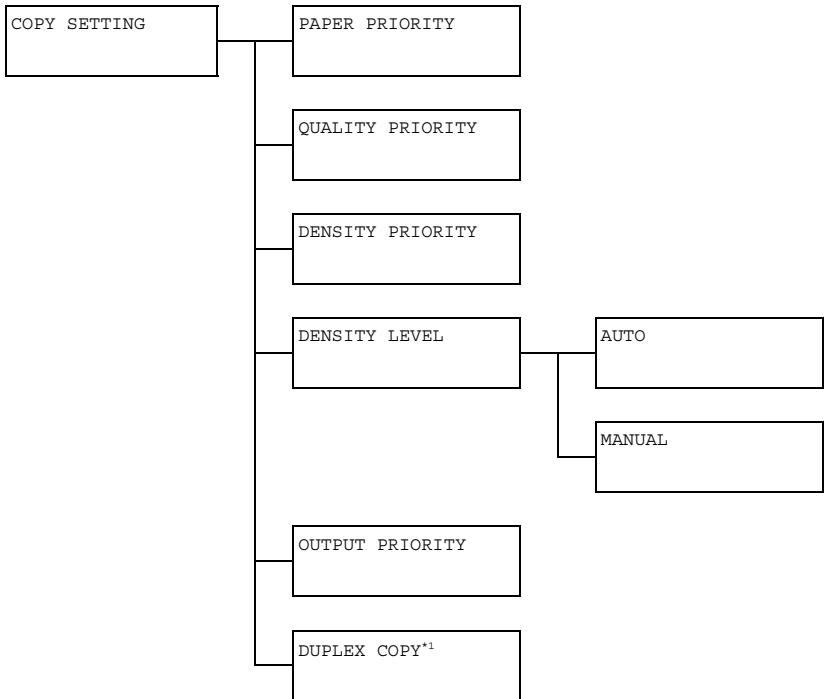 COPY SETTING
PAPER PRIORITY
QUALITY PRIORITY
DENSITY PRIORITY
DENSITY LEVEL
AUTO
MANUAL
OUTPUT PRIORITY
DUPLEX COPY*1